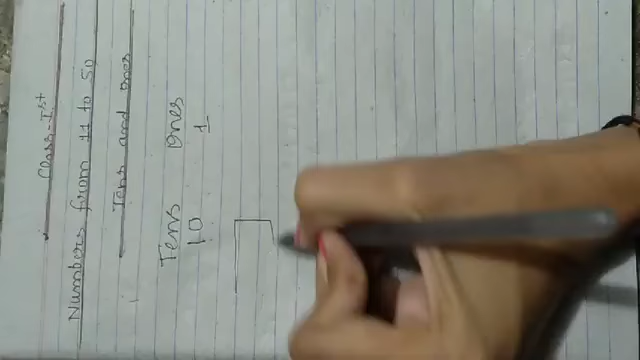 Class-Ist
Numbers from 11 to 50
Tens and ones
Tens Ones
10 1